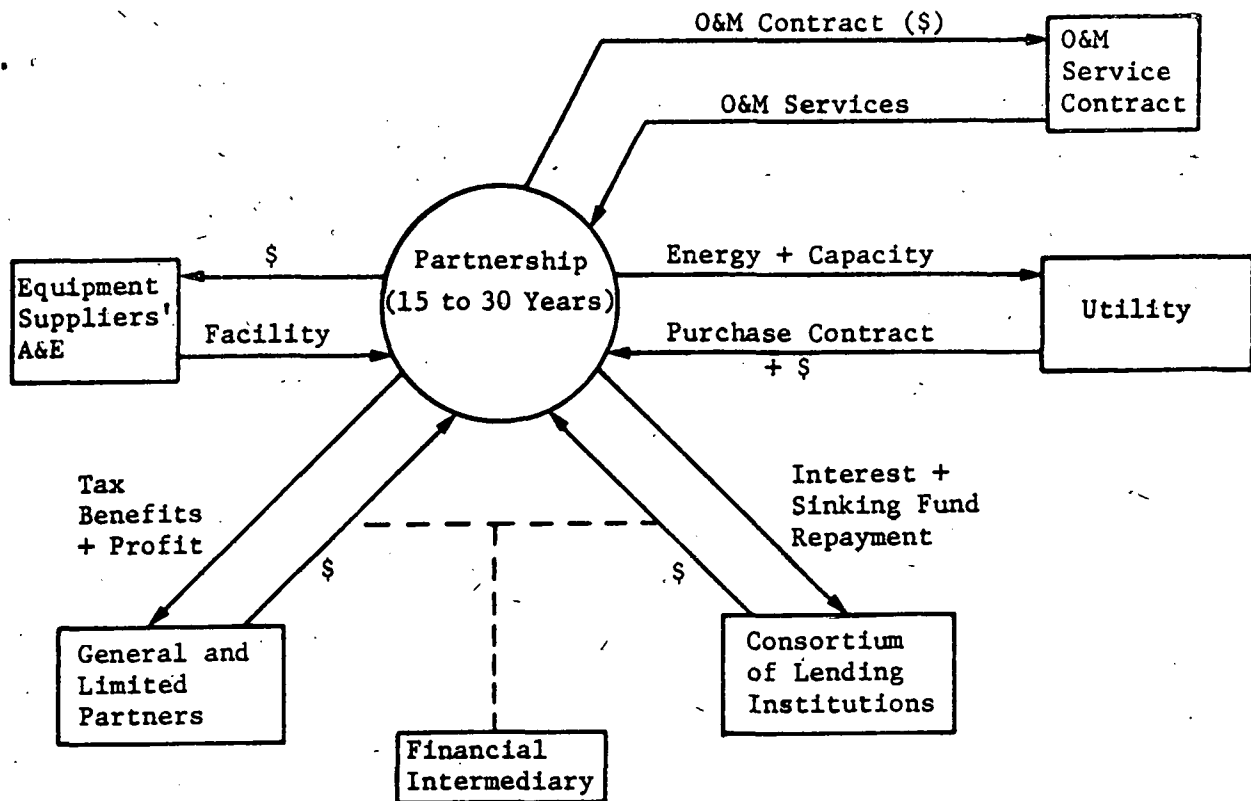 O&M Contract ($)
O&M
Service
Contract
O&M Services
$
Partnership
(15 to 30 Years)
Energy + Capacity
Equipment
Suppliers'
A&E
Facility
Utility
Purchase Contract
+ $
Tax
Benefits
+ Profit
$
$
Interest +
Sinking Fund
Repayment
General and
Limited
Partners
Consortium
of Lending
Institutions
Financial
Intermediary